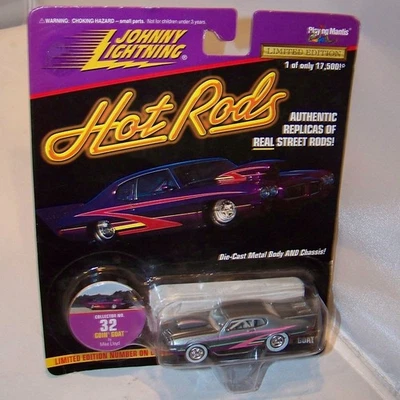 WARNING: CHOKING HAZARD - small parts. Not for children under 3 years.
JOHNNY
LIGHTNING
Playing Mantis
LIMITED EDITION
1 of only 17,500!
Hot Rods
AUTHENTIC
REPLICAS OF
REAL STREET RODS!
Die-Cast Metal Body AND Chassis!
COLLECTOR NO.
32
GOAT
LIMITED EDITION NUMBER ON